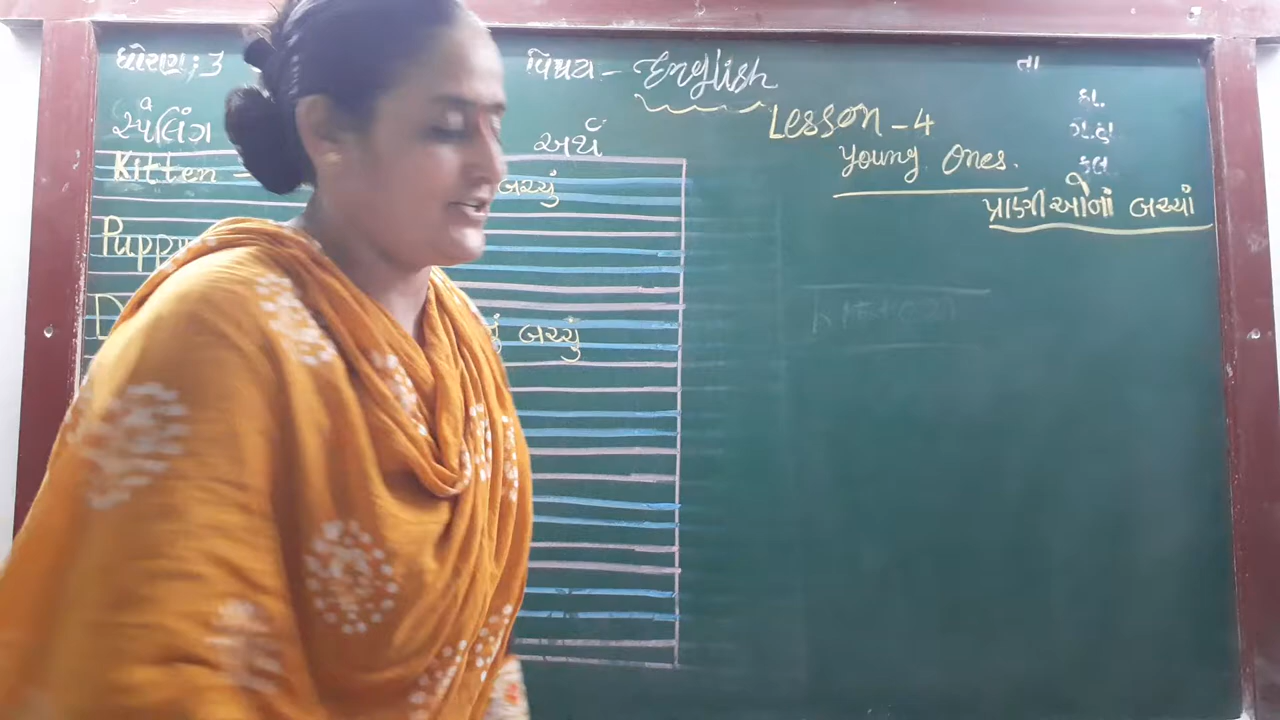 ધોરણ : 3
વિષય - English
તા
હા.
ગે.હા
કુલ
Lesson - 4
Young Ones.
પ્રાણીઓનાં બચ્ચાં
સ્પેલિંગ
અર્થ
Kitten -
બચ્ચું
Puppy
D
નું બચ્ચું